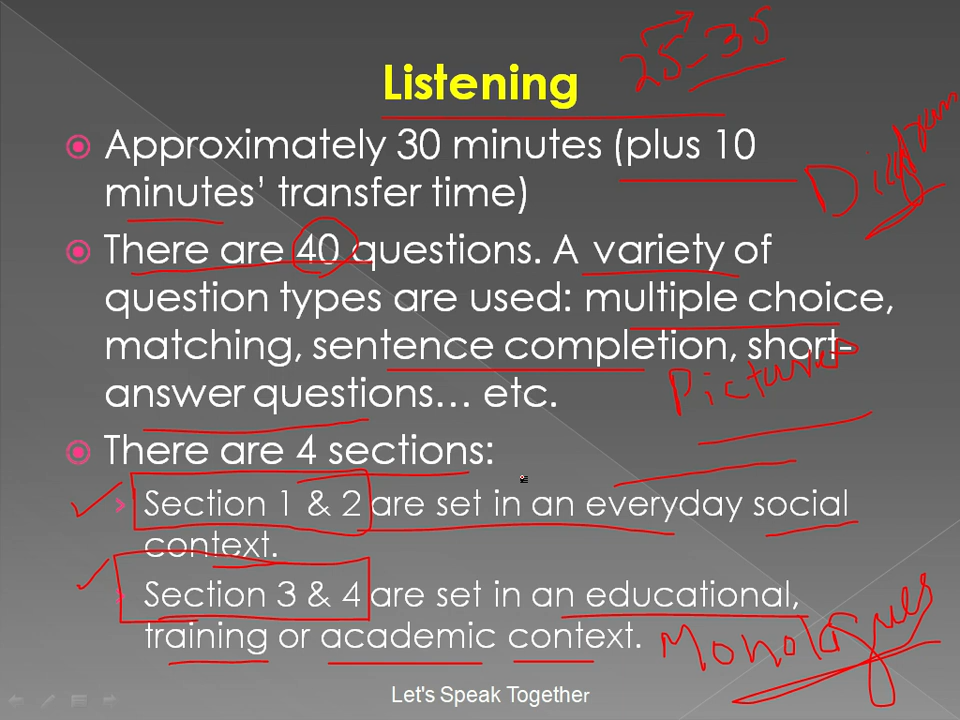 Listening
25-35
Approximately 30 minutes (plus 10
minutes’ transfer time)
Diagram
There are 40 questions. A variety of
question types are used: multiple choice,
matching, sentence completion, short-
answer questions… etc.
Pictures
There are 4 sections:
Section 1 & 2 are set in an everyday social
context.
Section 3 & 4 are set in an educational,
training or academic context.
Monologues
Let's Speak Together